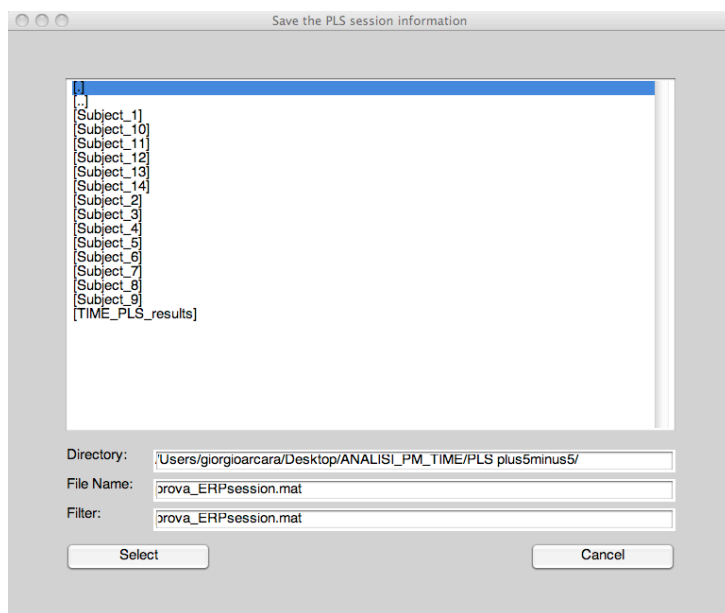 Save the PLS session information
[.]
[..]
[Subject_1]
[Subject_10]
[Subject_11]
[Subject_12]
[Subject_13]
[Subject_14]
[Subject_2]
[Subject_3]
[Subject_4]
[Subject_5]
[Subject_6]
[Subject_7]
[Subject_8]
[Subject_9]
[TIME_PLS_results]
Directory: /Users/giorgioarcara/Desktop/ANALISI_PM_TIME/PLS plus5minus5/
File Name: prova_ERPsession.mat
Filter: prova_ERPsession.mat
Select Cancel